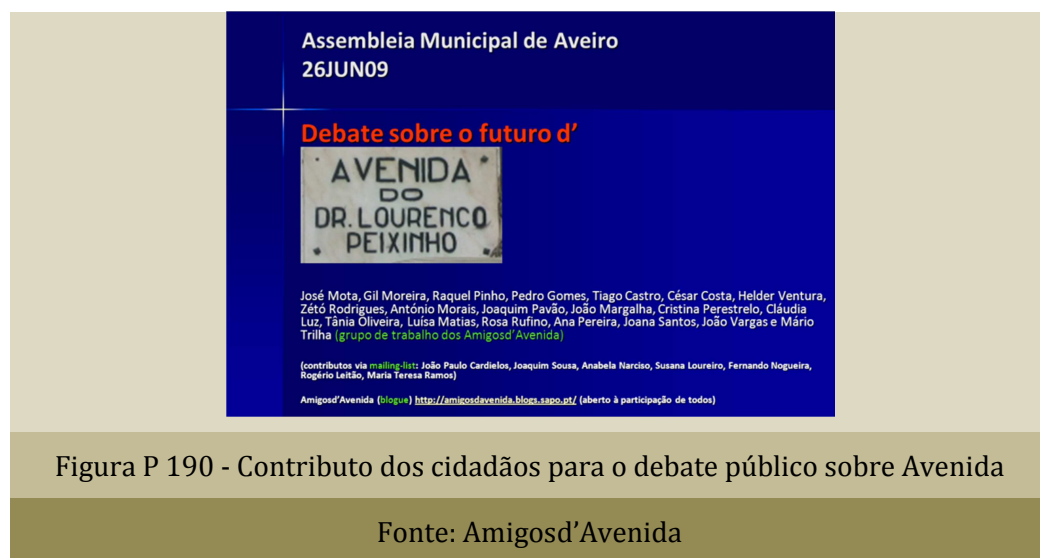 Assembleia Municipal de Aveiro
26JUN09
Debate sobre o futuro d’
AVENIDA
DO
DR. LOURENCO
PEIXINHO
José Mota, Gil Moreira, Raquel Pinho, Pedro Gomes, Tiago Castro, César Costa, Helder Ventura,
Zétó Rodrigues, António Morais, Joaquim Pavão, João Margalha, Cristina Perestrelo, Cláudia
Luz, Tânia Oliveira, Luísa Matias, Rosa Rufino, Ana Pereira, Joana Santos, João Vargas e Mário
Trilha (grupo de trabalho dos Amigosd’Avenida)
(contributos via mailing-list: João Paulo Cardielos, Joaquim Sousa, Anabela Narciso, Susana Loureiro, Fernando Nogueira,
Rogério Leitão, Maria Teresa Ramos)
Amigosd’Avenida (blogue) http://amigosdavenida.blogs.sapo.pt/ (aberto à participação de todos)
Figura P 190 - Contributo dos cidadãos para o debate público sobre Avenida
Fonte: Amigosd’Avenida